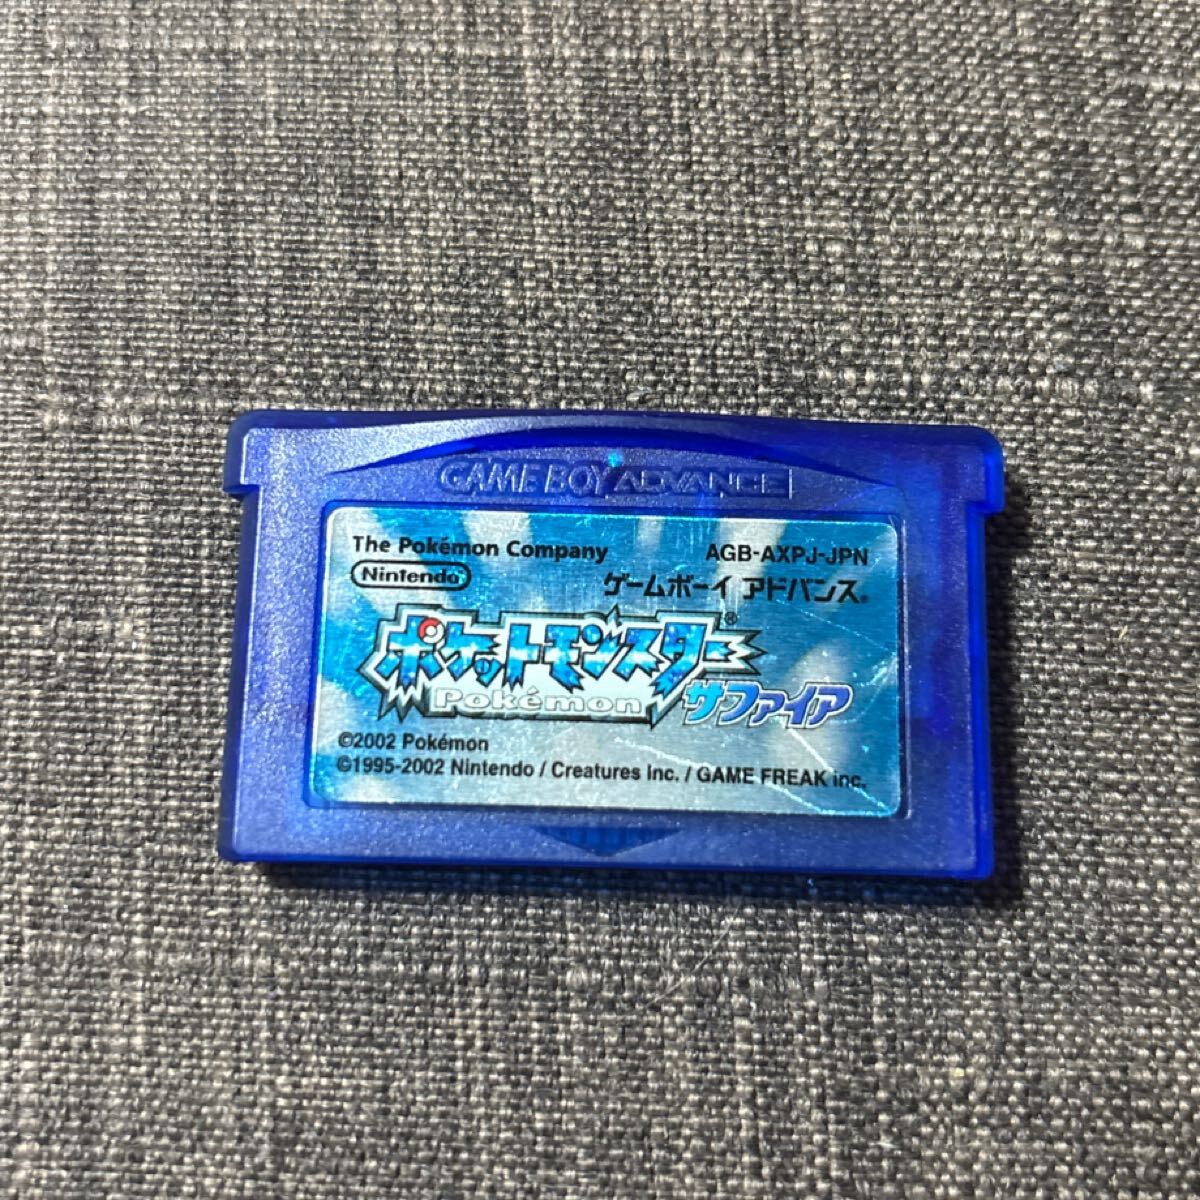 GAME BOY ADVANCE
The Pokémon Company AGB-AXPJ-JPN
Nintendo ゲームボーイ アドバンス®
ポケットモンスター®
Pokémon サファイア
©2002 Pokémon
©1995-2002 Nintendo / Creatures Inc. / GAME FREAK inc.